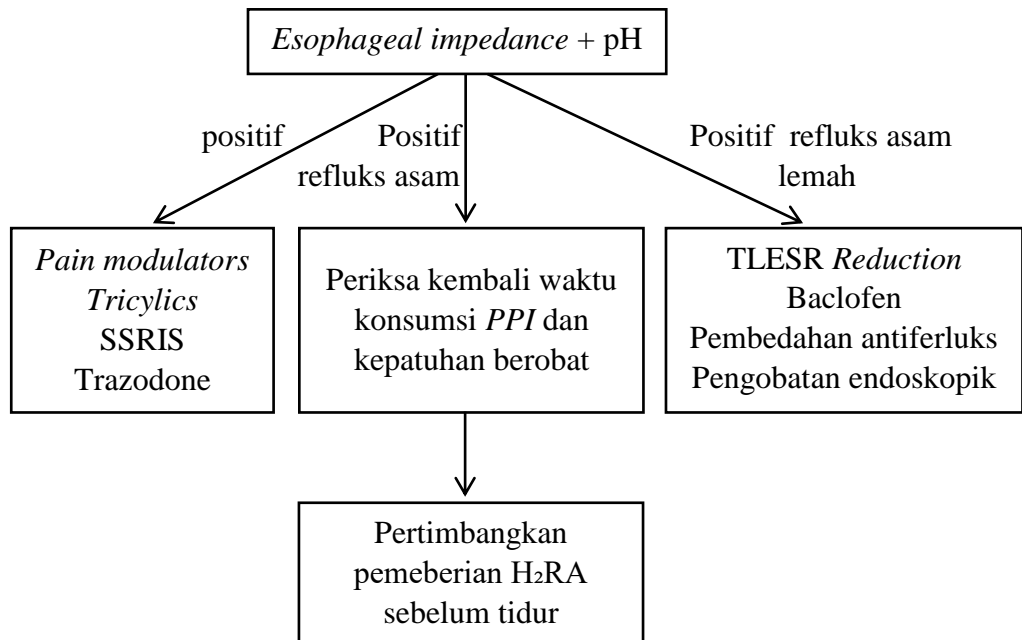 Esophageal impedance + pH
positif
Positif
refluks asam
Positif refluks asam
lemah
Pain modulators
Tricylics
SSRIS
Trazodone
Periksa kembali waktu
konsumsi PPI dan
kepatuhan berobat
TLESR Reduction
Baclofen
Pembedahan antiferluks
Pengobatan endoskopik
Pertimbangkan
pemeberian H₂RA
sebelum tidur